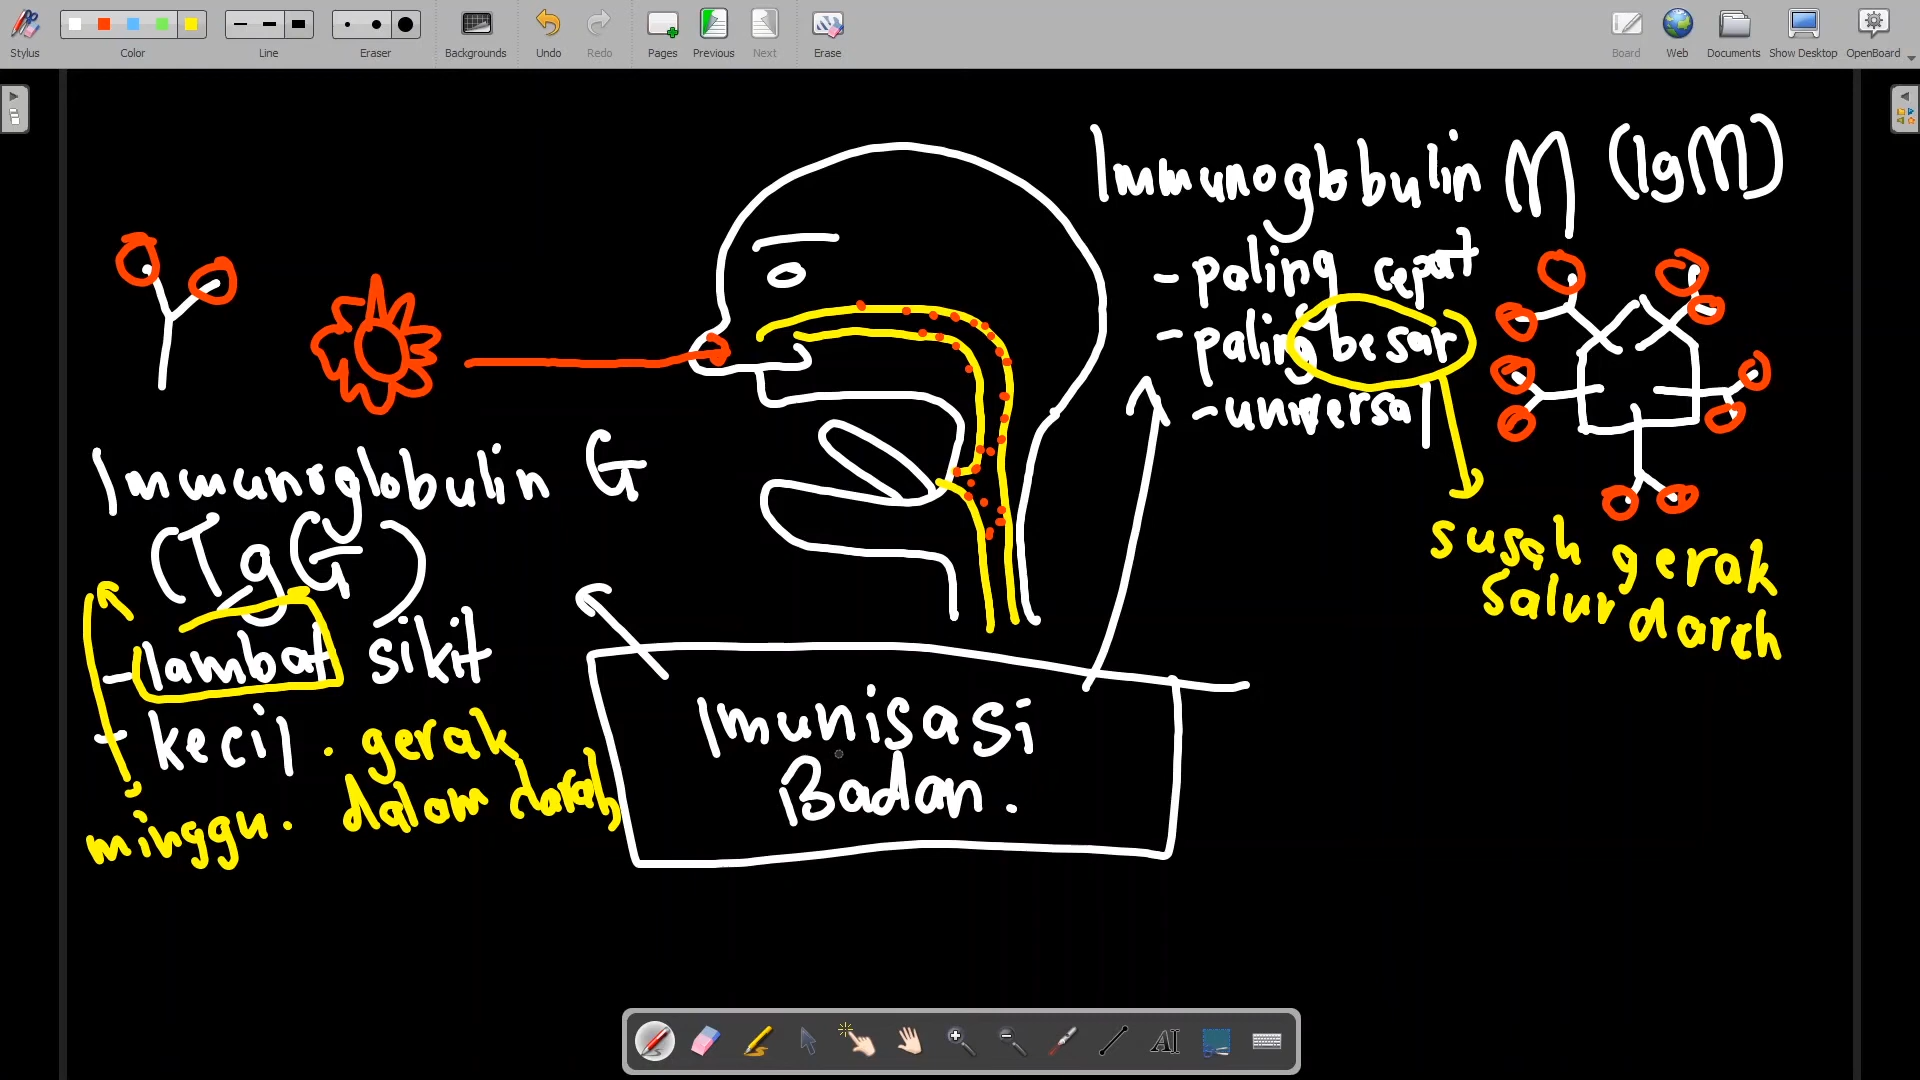 Stylus
Color
Line
Eraser
Backgrounds
Undo
Redo
Pages
Previous
Next
Erase
Board
Web
Documents
Show Desktop
OpenBoard
Immunoglobulin M (IgM)
- paling cepat
- paling besar
- universal
susah gerak
salur darah
Immunoglobulin G
(IgG)
- lambat sikit
- kecil . gerak
dalam darah
minggu.
Imunisasi
Badan.